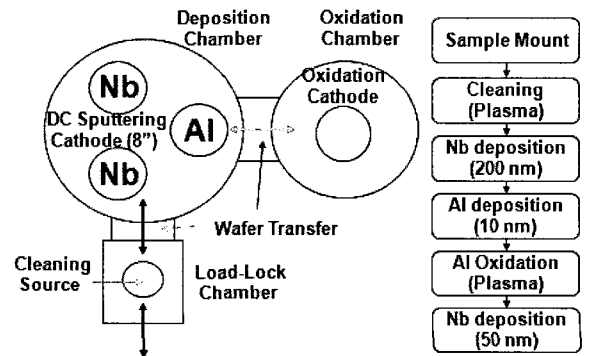 Deposition
Chamber
Oxidation
Chamber
Nb
DC Sputtering
Cathode (8")
Al
Nb
Oxidation
Cathode
Wafer Transfer
Cleaning
Source
Load-Lock
Chamber
Sample Mount
Cleaning
(Plasma)
Nb deposition
(200 nm)
Al deposition
(10 nm)
Al Oxidation
(Plasma)
Nb deposition
(50 nm)